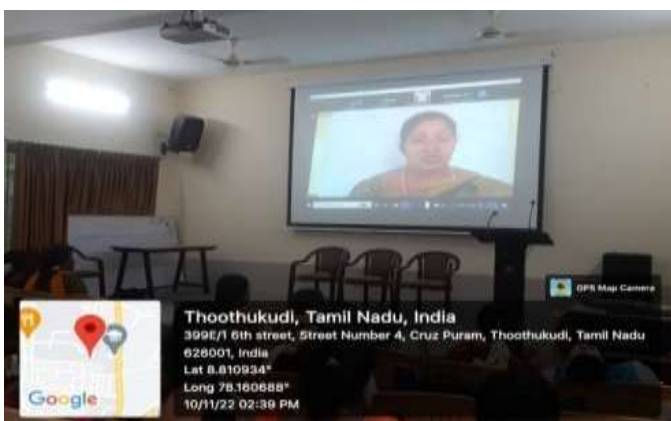 GPS Map Camera
Thoothukudi, Tamil Nadu, India
399E/1 6th street, Street Number 4, Cruz Puram, Thoothukudi, Tamil Nadu
628001, India
Lat 8.810934°
Long 78.160688°
10/11/22 02:39 PM
Google